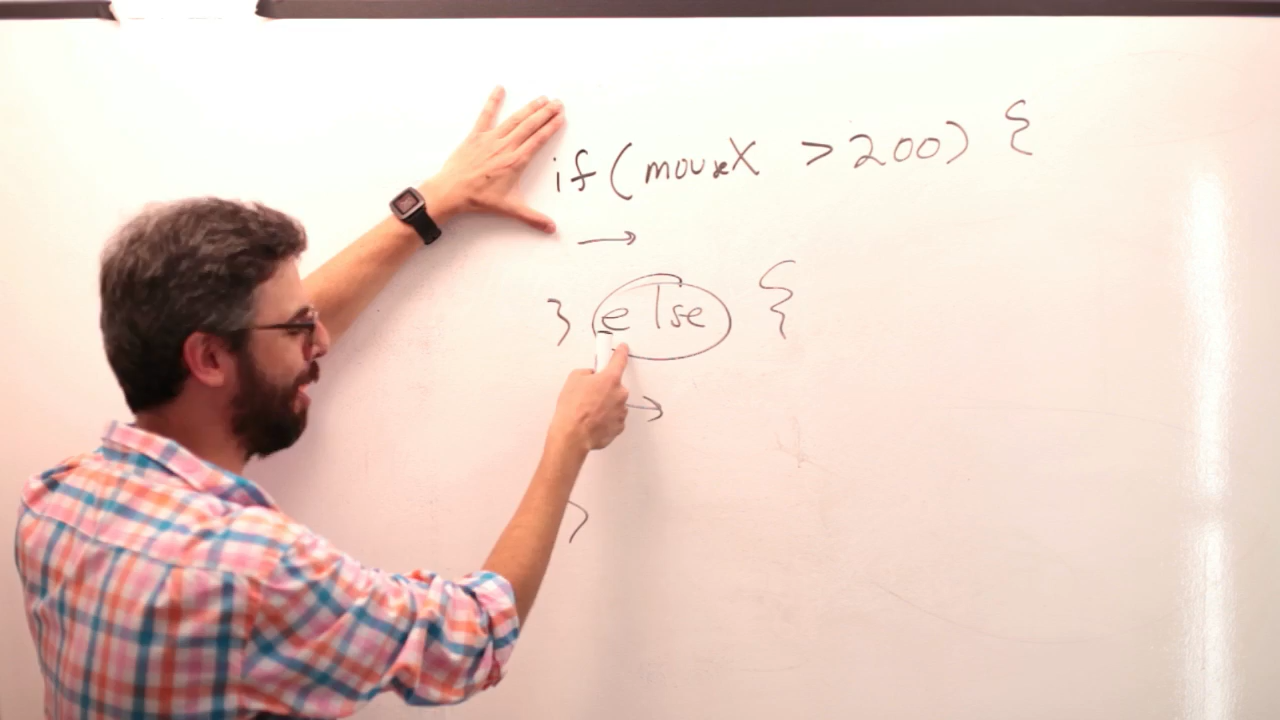 if (mouseX > 200) {
→
} else {
→
}